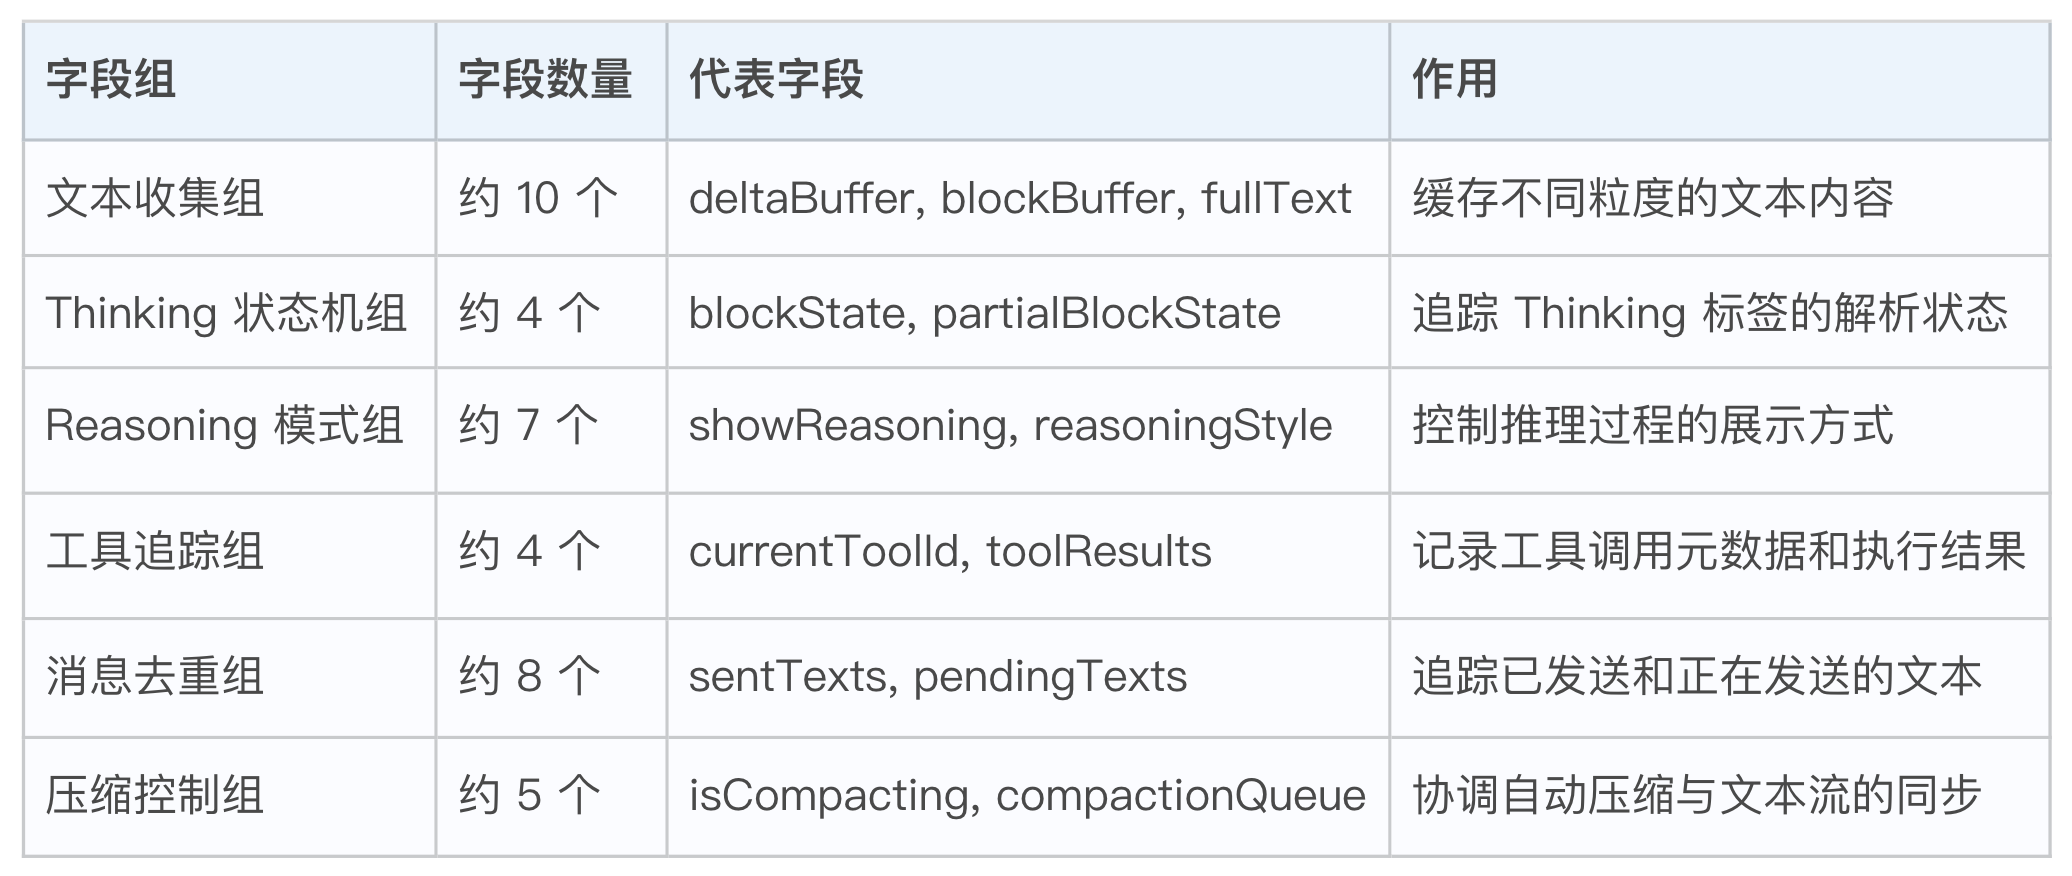 字段组 字段数量 代表字段 作用
文本收集组 约 10 个 deltaBuffer, blockBuffer, fullText 缓存不同粒度的文本内容
Thinking 状态机组 约 4 个 blockState, partialBlockState 追踪 Thinking 标签的解析状态
Reasoning 模式组 约 7 个 showReasoning, reasoningStyle 控制推理过程的展示方式
工具追踪组 约 4 个 currentToolId, toolResults 记录工具调用元数据和执行结果
消息去重组 约 8 个 sentTexts, pendingTexts 追踪已发送和正在发送的文本
压缩控制组 约 5 个 isCompacting, compactionQueue 协调自动压缩与文本流的同步